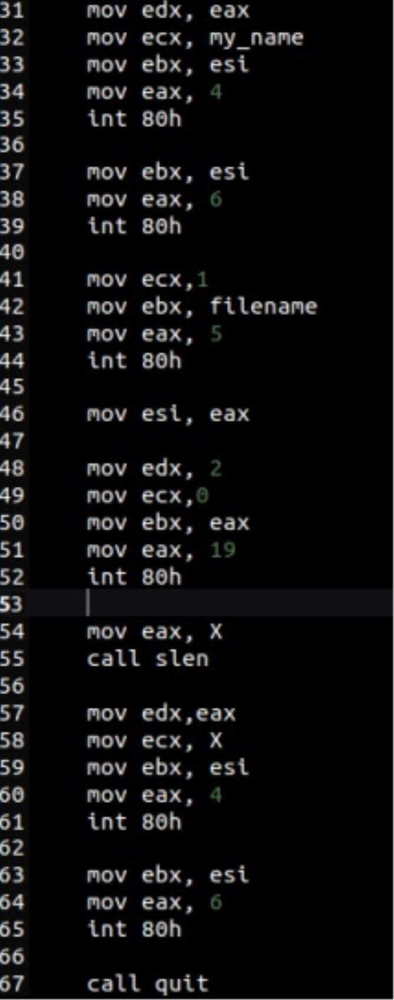 31 mov edx, eax
32 mov ecx, my_name
33 mov ebx, esi
34 mov eax, 4
35 int 80h
36
37 mov ebx, esi
38 mov eax, 6
39 int 80h
40
41 mov ecx,1
42 mov ebx, filename
43 mov eax, 5
44 int 80h
45
46 mov esi, eax
47
48 mov edx, 2
49 mov ecx,0
50 mov ebx, eax
51 mov eax, 19
52 int 80h
53
54 mov eax, X
55 call slen
56
57 mov edx,eax
58 mov ecx, X
59 mov ebx, esi
60 mov eax, 4
61 int 80h
62
63 mov ebx, esi
64 mov eax, 6
65 int 80h
66
67 call quit